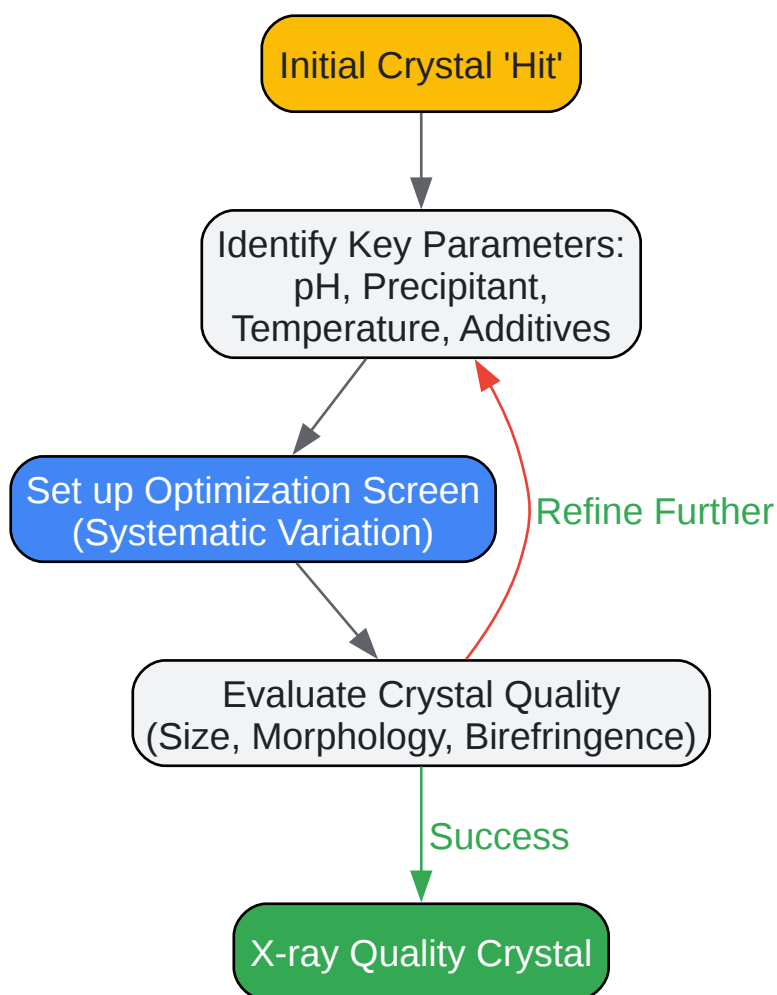 Initial Crystal 'Hit'
Identify Key Parameters:
pH, Precipitant,
Temperature, Additives
Set up Optimization Screen
(Systematic Variation)
Refine Further
Evaluate Crystal Quality
(Size, Morphology, Birefringence)
Success
X-ray Quality Crystal